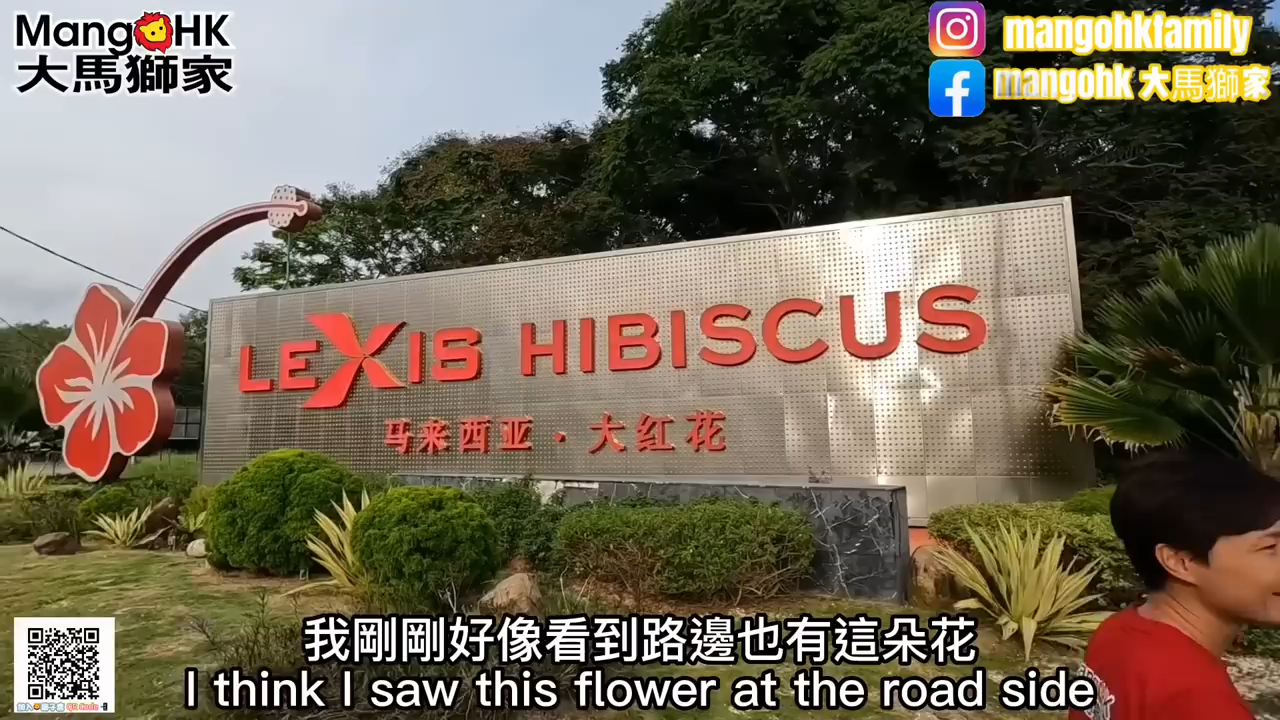 MangoHK
大馬獅家
mangohkfamily
mangohk 大馬獅家
LEXIS HIBISCUS
马来西亚·大红花
我剛剛好像看到路邊也有這朵花
I think I saw this flower at the road side
QR Code